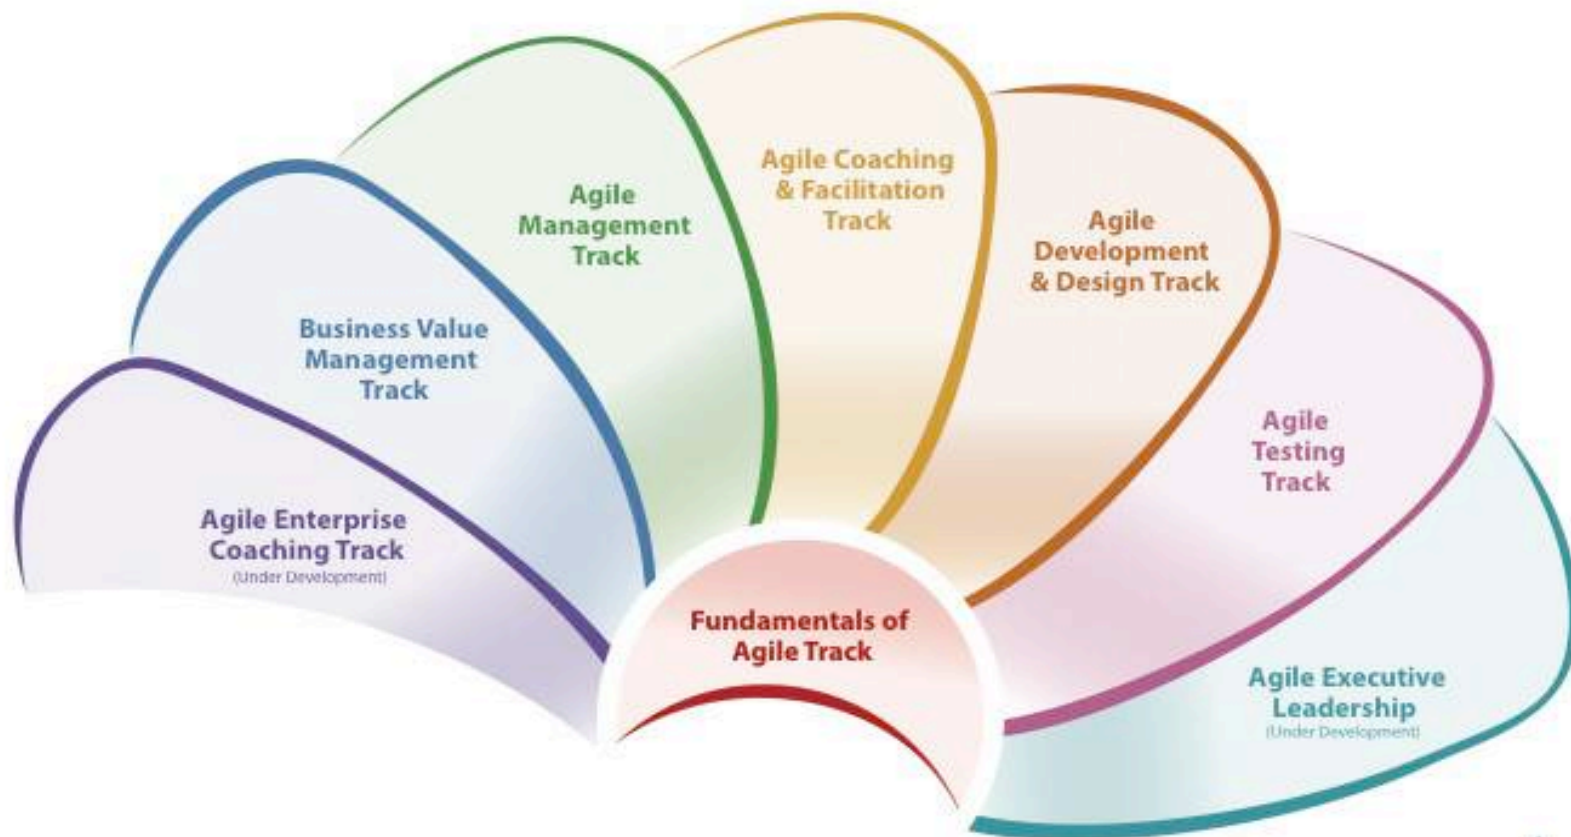 Agile Enterprise
Coaching Track
(Under Development)
Business Value
Management
Track
Agile
Management
Track
Agile Coaching
& Facilitation
Track
Agile
Development
& Design Track
Agile
Testing
Track
Agile Executive
Leadership
(Under Development)
Fundamentals of
Agile Track